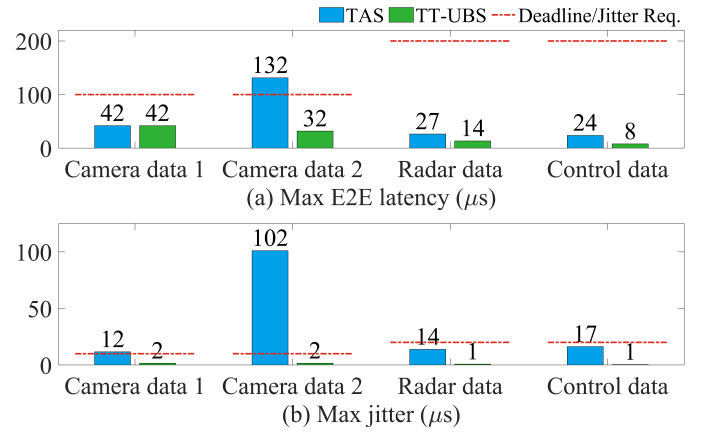 TAS TT-UBS Deadline/Jitter Req.
200
132
100
42 42 32 27 14 24 8
0
Camera data 1 Camera data 2 Radar data Control data
(a) Max E2E latency (μs)
102
100
50
12 2 2 14 1 17 1
0
Camera data 1 Camera data 2 Radar data Control data
(b) Max jitter (μs)